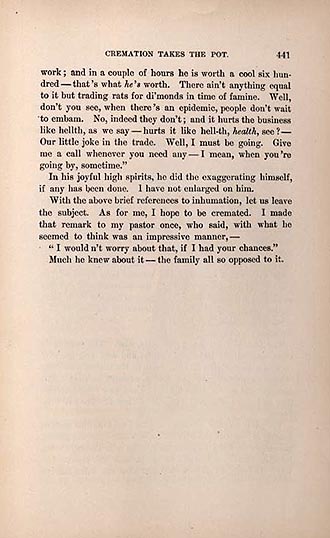 CREMATION TAKES THE POT. 441
work; and in a couple of hours he is worth a cool six hun-
dred — that's what he's worth. There ain't anything equal
to it but trading rats for di'monds in time of famine. Well,
don't you see, when there's an epidemic, people don't wait
to embam. No, indeed they don't; and it hurts the business
like hellth, as we say — hurts it like hell-th, health, see? —
Our little joke in the trade. Well, I must be going. Give
me a call whenever you need any — I mean, when you're
going by, sometime."
In his joyful high spirits, he did the exaggerating himself,
if any has been done. I have not enlarged on him.
With the above brief references to inhumation, let us leave
the subject. As for me, I hope to be cremated. I made
that remark to my pastor once, who said, with what he
seemed to think was an impressive manner, —
" I would n't worry about that, if I had your chances."
Much he knew about it — the family all so opposed to it.